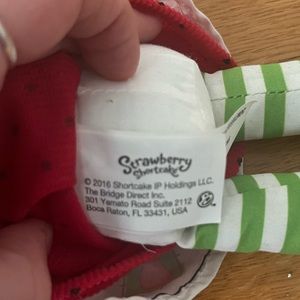 Strawberry
Shortcake
© 2016 Shortcake IP Holdings LLC.
The Bridge Direct Inc.
301 Yamato Road Suite 2112
Boca Raton, FL 33431, USA